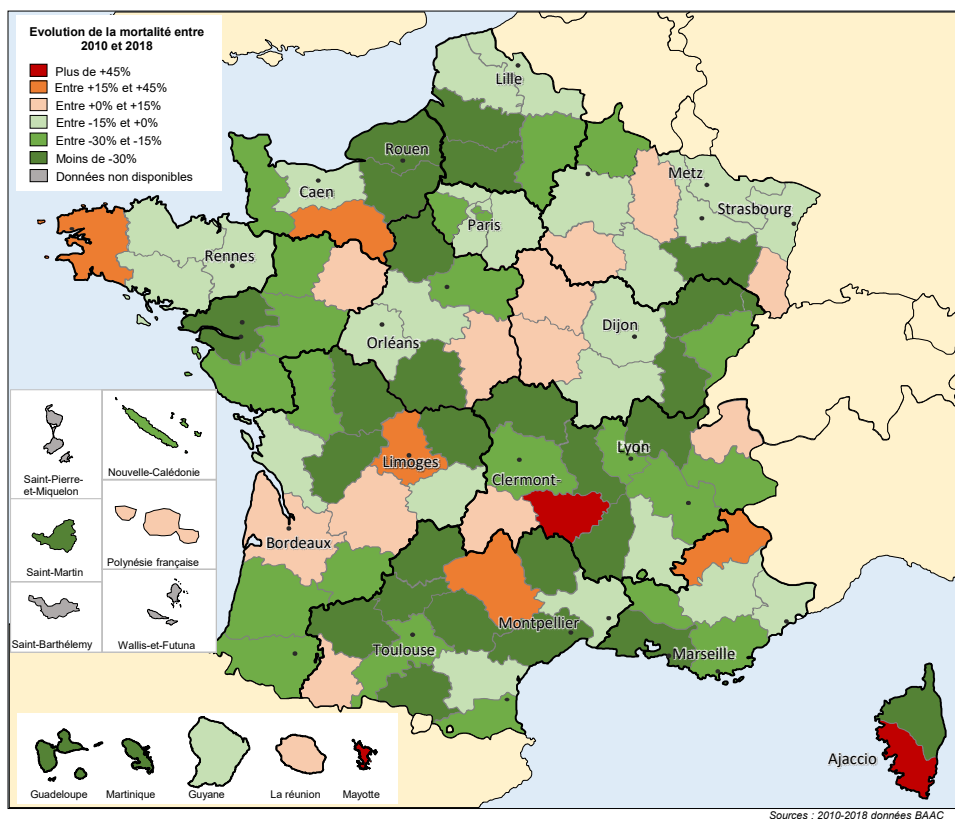 Evolution de la mortalité entre
2010 et 2018
Plus de +45%
Entre +15% et +45%
Entre +0% et +15%
Entre -15% et +0%
Entre -30% et -15%
Moins de -30%
Données non disponibles
Lille
Rouen
Caen
Metz
Strasbourg
Paris
Rennes
Orléans
Dijon
Limoges
Lyon
Clermont-
Bordeaux
Montpellier
Toulouse
Marseille
Ajaccio
Saint-Pierre-
et-Miquelon
Nouvelle-Calédonie
Saint-Martin
Polynésie française
Saint-Barthélemy
Wallis-et-Futuna
Guadeloupe
Martinique
Guyane
La réunion
Mayotte
Sources : 2010-2018 données BAAC